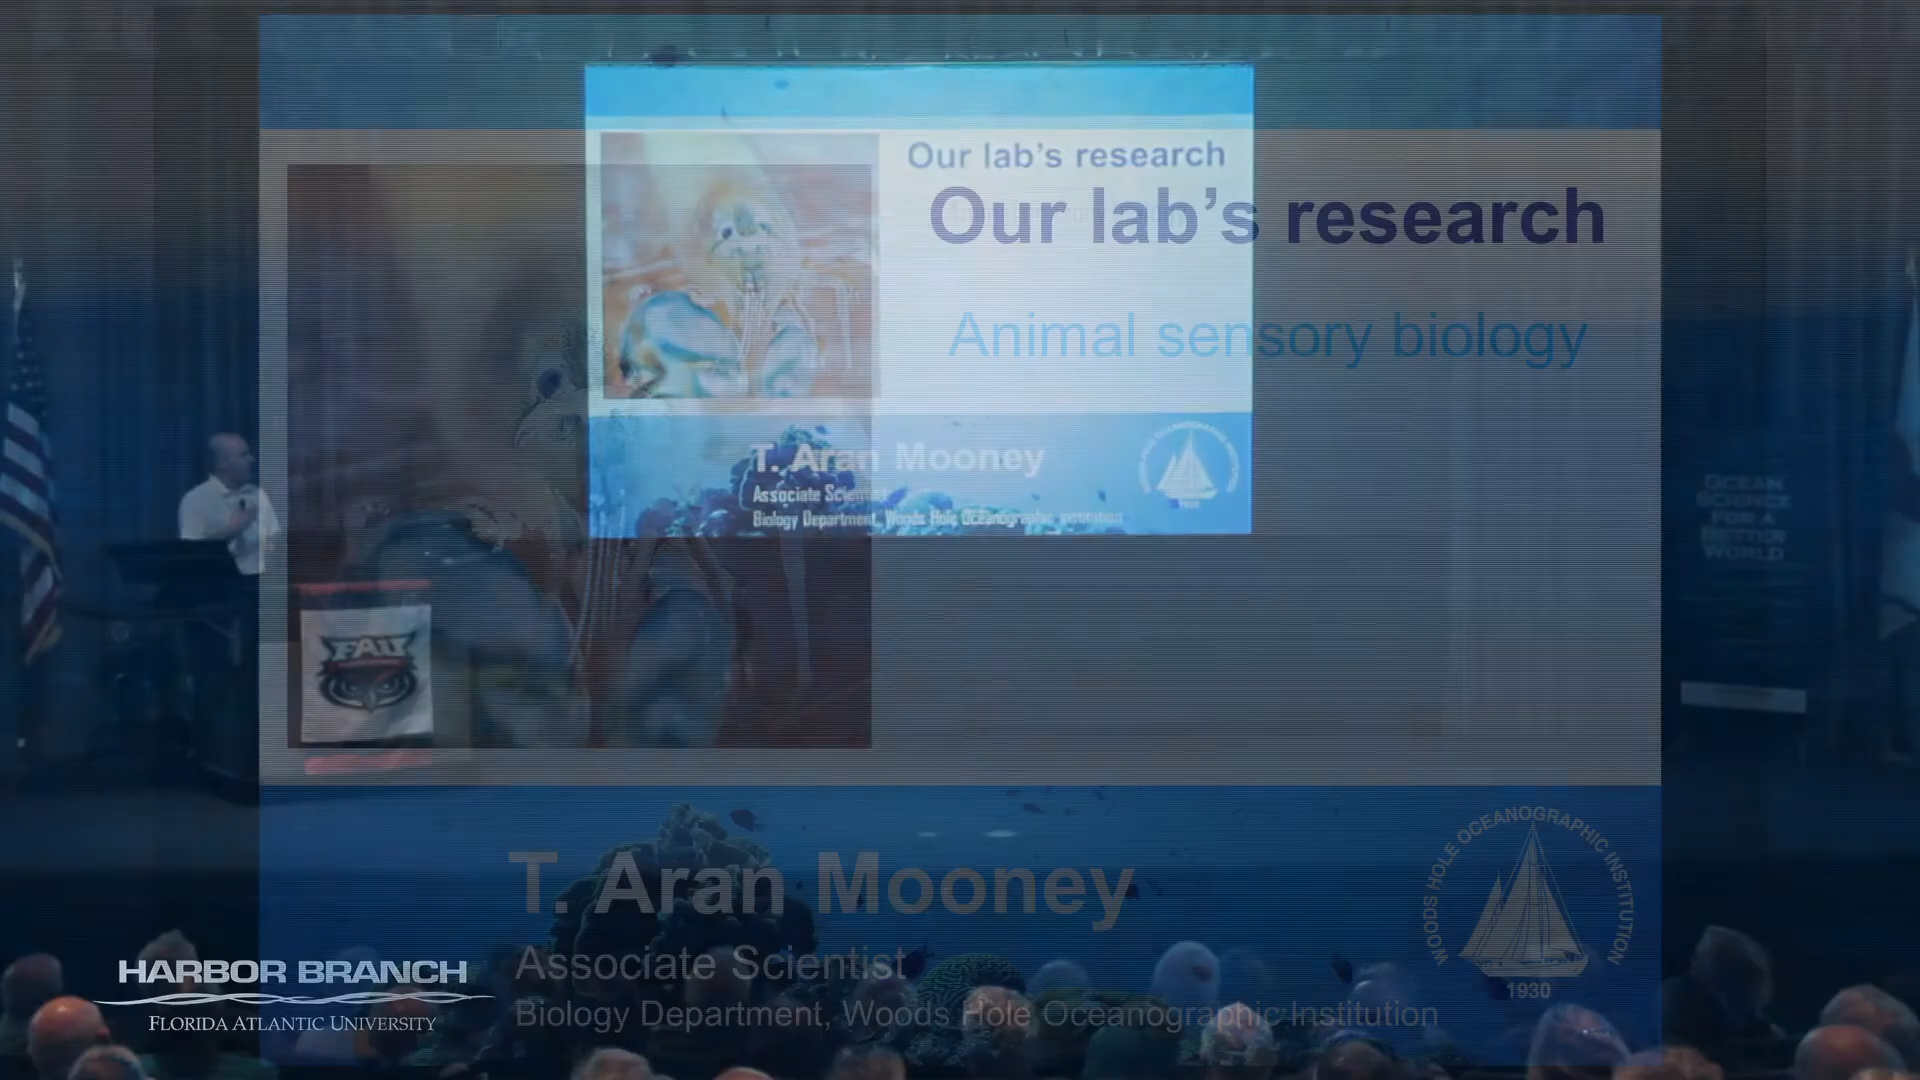 Our lab's research
Our lab's research
Animal sensory biology
T. Aran Mooney
Associate Scientist
Biology Department, Woods Hole Oceanographic Institution
1930
OCEAN
SCIENCE
FOR A
BETTER
WORLD
FAU
T. Aran Mooney
Associate Scientist
Biology Department, Woods Hole Oceanographic Institution
WOODS HOLE OCEANOGRAPHIC INSTITUTION
1930
HARBOR BRANCH
FLORIDA ATLANTIC UNIVERSITY